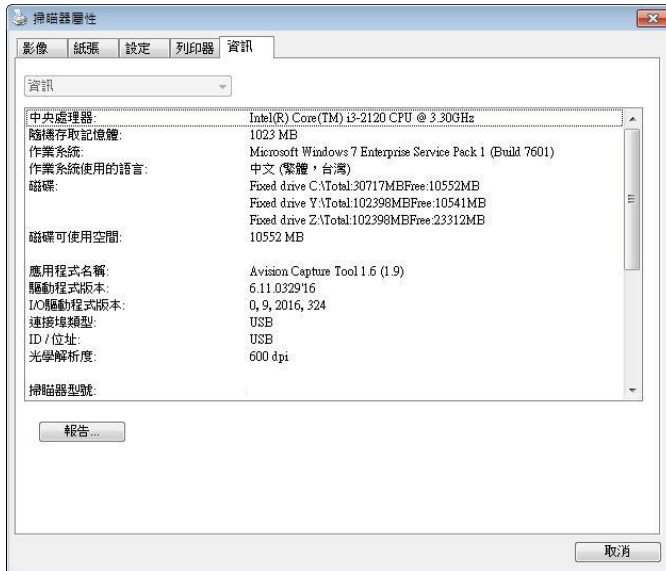 掃瞄器屬性
影像 紙張 設定 列印器 資訊
資訊
中央處理器: Intel(R) Core(TM) i3-2120 CPU @ 3.30GHz
隨機存取記憶體: 1023 MB
作業系統: Microsoft Windows 7 Enterprise Service Pack 1 (Build 7601)
作業系統使用的語言: 中文 (繁體，台灣)
磁碟: Fixed drive C:\Total:30717MBFree:10552MB
Fixed drive Y:\Total:102398MBFree:10541MB
Fixed drive Z:\Total:102398MBFree:23312MB
磁碟可使用空間: 10552 MB
應用程式名稱: Avision Capture Tool 1.6 (1.9)
驅動程式版本: 6.11.0329'16
I/O驅動程式版本: 0, 9, 2016, 324
連接埠類型: USB
ID / 位址: USB
光學解析度: 600 dpi
掃瞄器型號:
報告...
取消